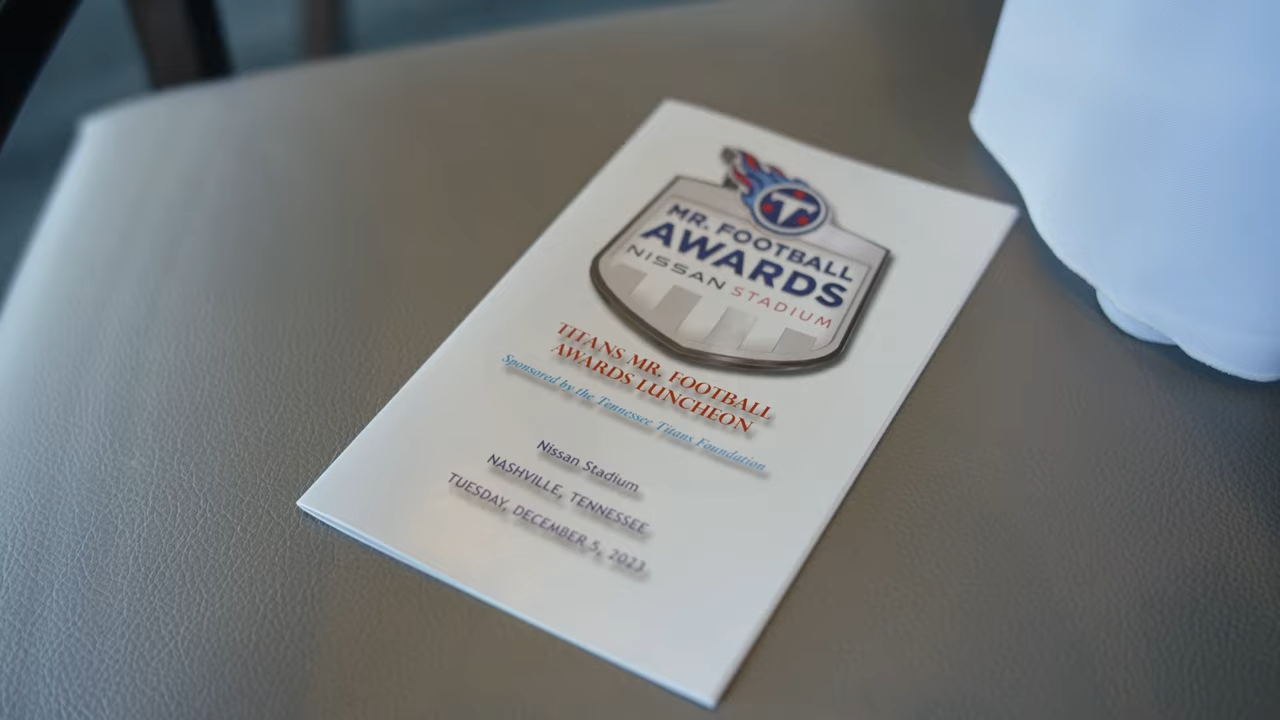 T
MR. FOOTBALL
AWARDS
NISSAN STADIUM
TITANS MR. FOOTBALL
AWARDS LUNCHEON
Sponsored by the Tennessee Titans Foundation
Nissan Stadium
NASHVILLE, TENNESSEE
TUESDAY, DECEMBER 5, 2023